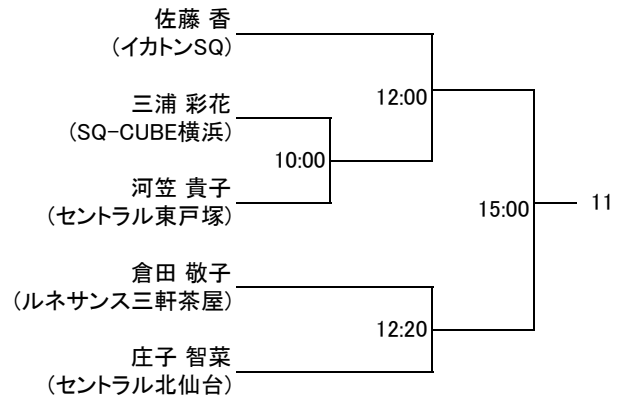 佐藤 香
(イカトンSQ)
12:00
三浦 彩花
(SQ-CUBE横浜)
10:00
河笠 貴子
(セントラル東戸塚)
15:00
11
倉田 敬子
(ルネサンス三軒茶屋)
12:20
庄子 智菜
(セントラル北仙台)